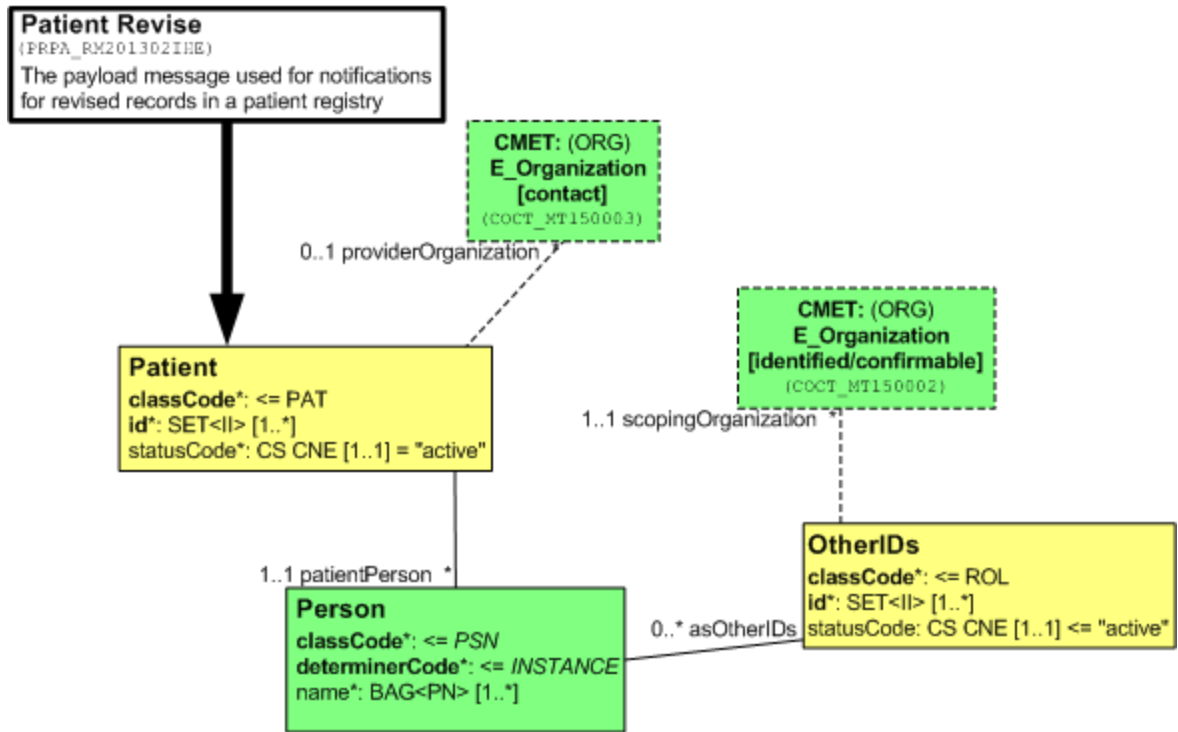 Patient Revise
(PRPA_RM201302IHE)
The payload message used for notifications
for revised records in a patient registry
CMET: (ORG)
E_Organization
[contact]
(COCT_MT150003)
0..1 providerOrganization *
CMET: (ORG)
E_Organization
[identified/confirmable]
(COCT_MT150002)
1..1 scopingOrganization *
Patient
classCode*: <= PAT
id*: SET<II> [1..*]
statusCode*: CS CNE [1..1] = "active"
OtherIDs
classCode*: <= ROL
id*: SET<II> [1..*]
statusCode: CS CNE [1..1] <= "active"
1..1 patientPerson *
Person
classCode*: <= PSN
determinerCode*: <= INSTANCE
name*: BAG<PN> [1..*]
0..* asOtherIDs